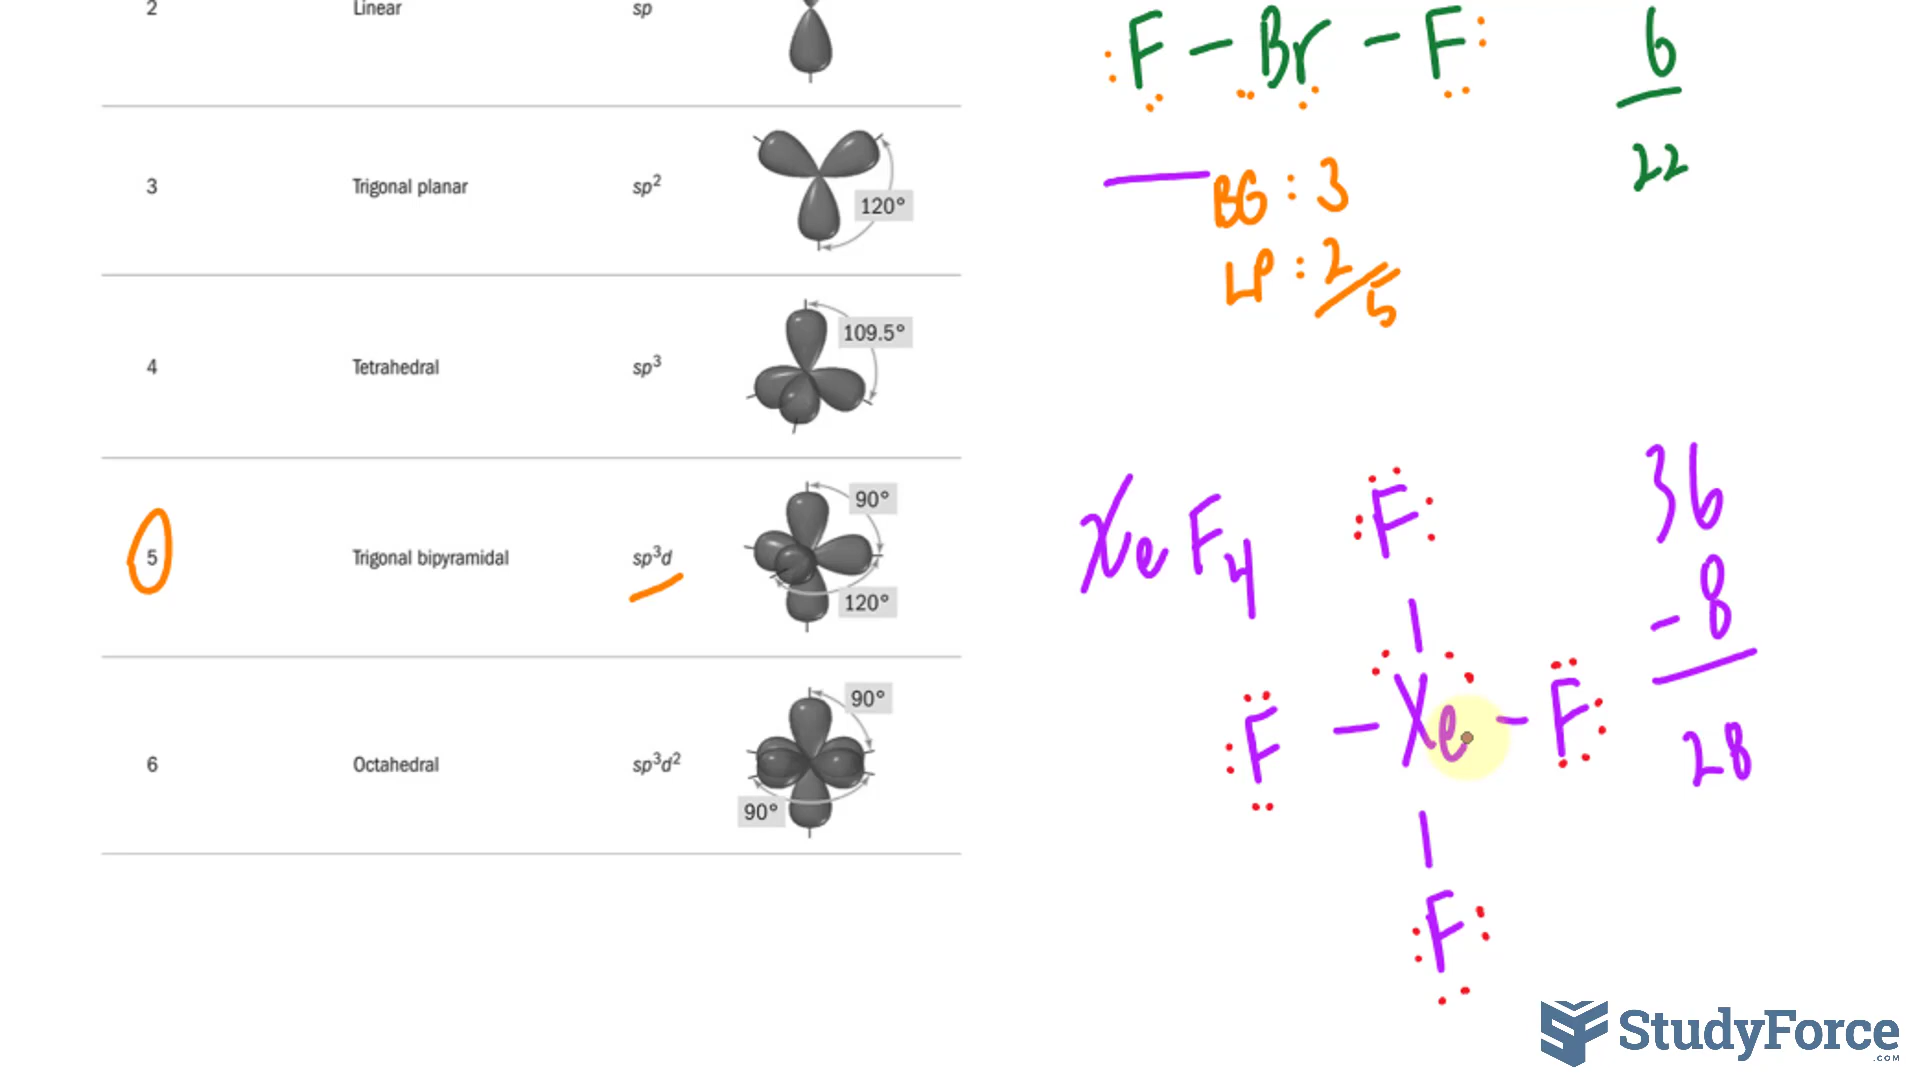 2 Linear sp
3 Trigonal planar sp²
120°
4 Tetrahedral sp³
109.5°
5 Trigonal bipyramidal sp³d
90°
120°
6 Octahedral sp³d²
90°
90°
F – Br – F
6
22
BG : 3
LP : 2
5
XeF₄
F
F – Xe – F
F
36
- 8
28
StudyForce
.COM